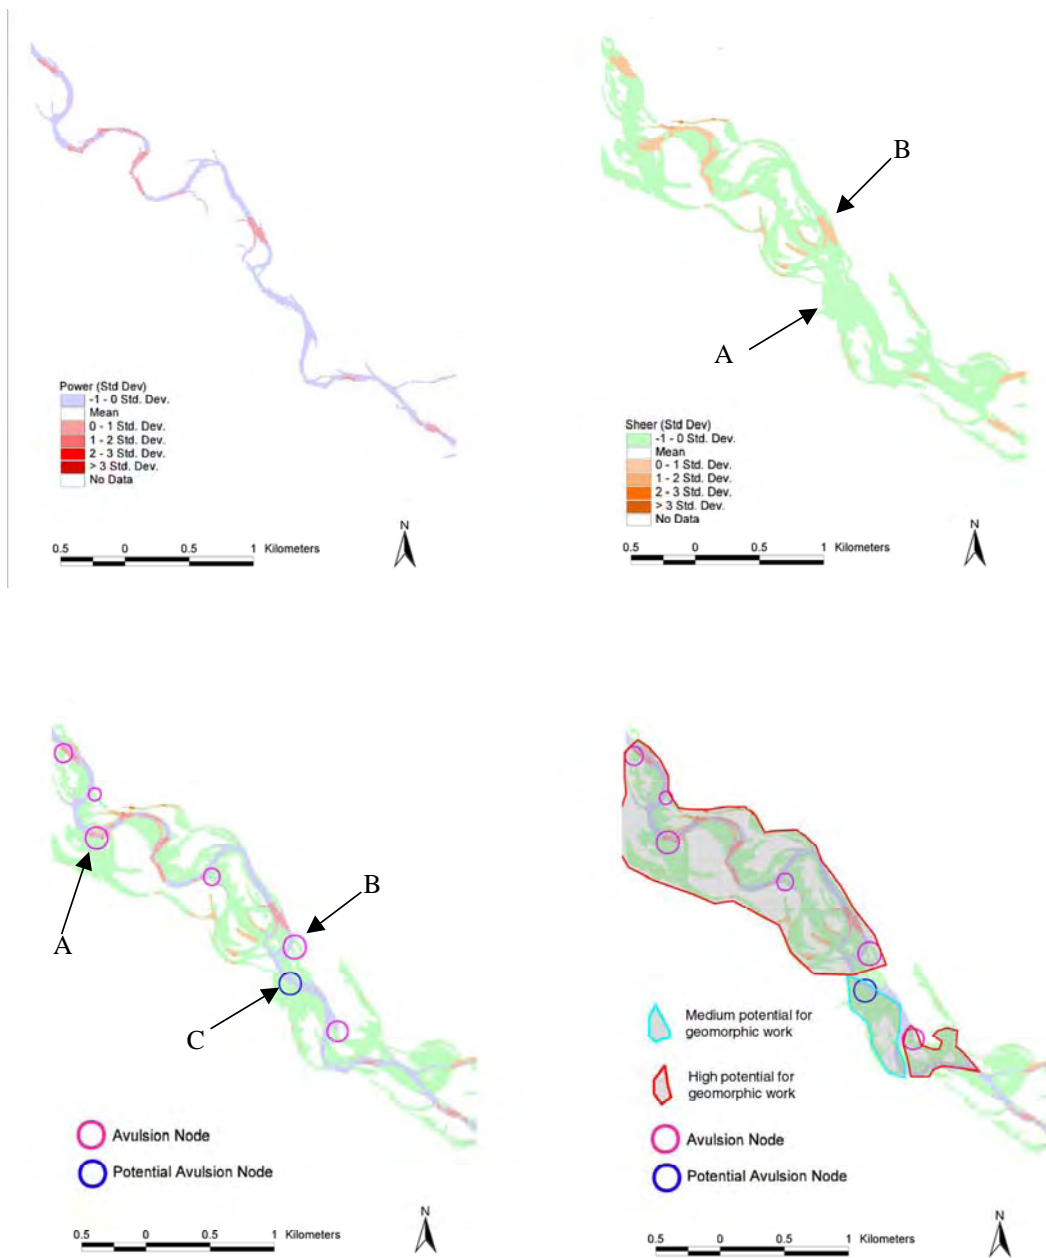 B
A
Power (Std Dev)
-1 - 0 Std. Dev.
Mean
0 - 1 Std. Dev.
1 - 2 Std. Dev.
2 - 3 Std. Dev.
> 3 Std. Dev.
No Data
Sheer (Std Dev)
-1 - 0 Std. Dev.
Mean
0 - 1 Std. Dev.
1 - 2 Std. Dev.
2 - 3 Std. Dev.
> 3 Std. Dev.
No Data
0.5 0 0.5 1 Kilometers
N
0.5 0 0.5 1 Kilometers
N
A
B
C
Avulsion Node
Potential Avulsion Node
0.5 0 0.5 1 Kilometers
N
Medium potential for
geomorphic work
High potential for
geomorphic work
Avulsion Node
Potential Avulsion Node
0.5 0 0.5 1 Kilometers
N